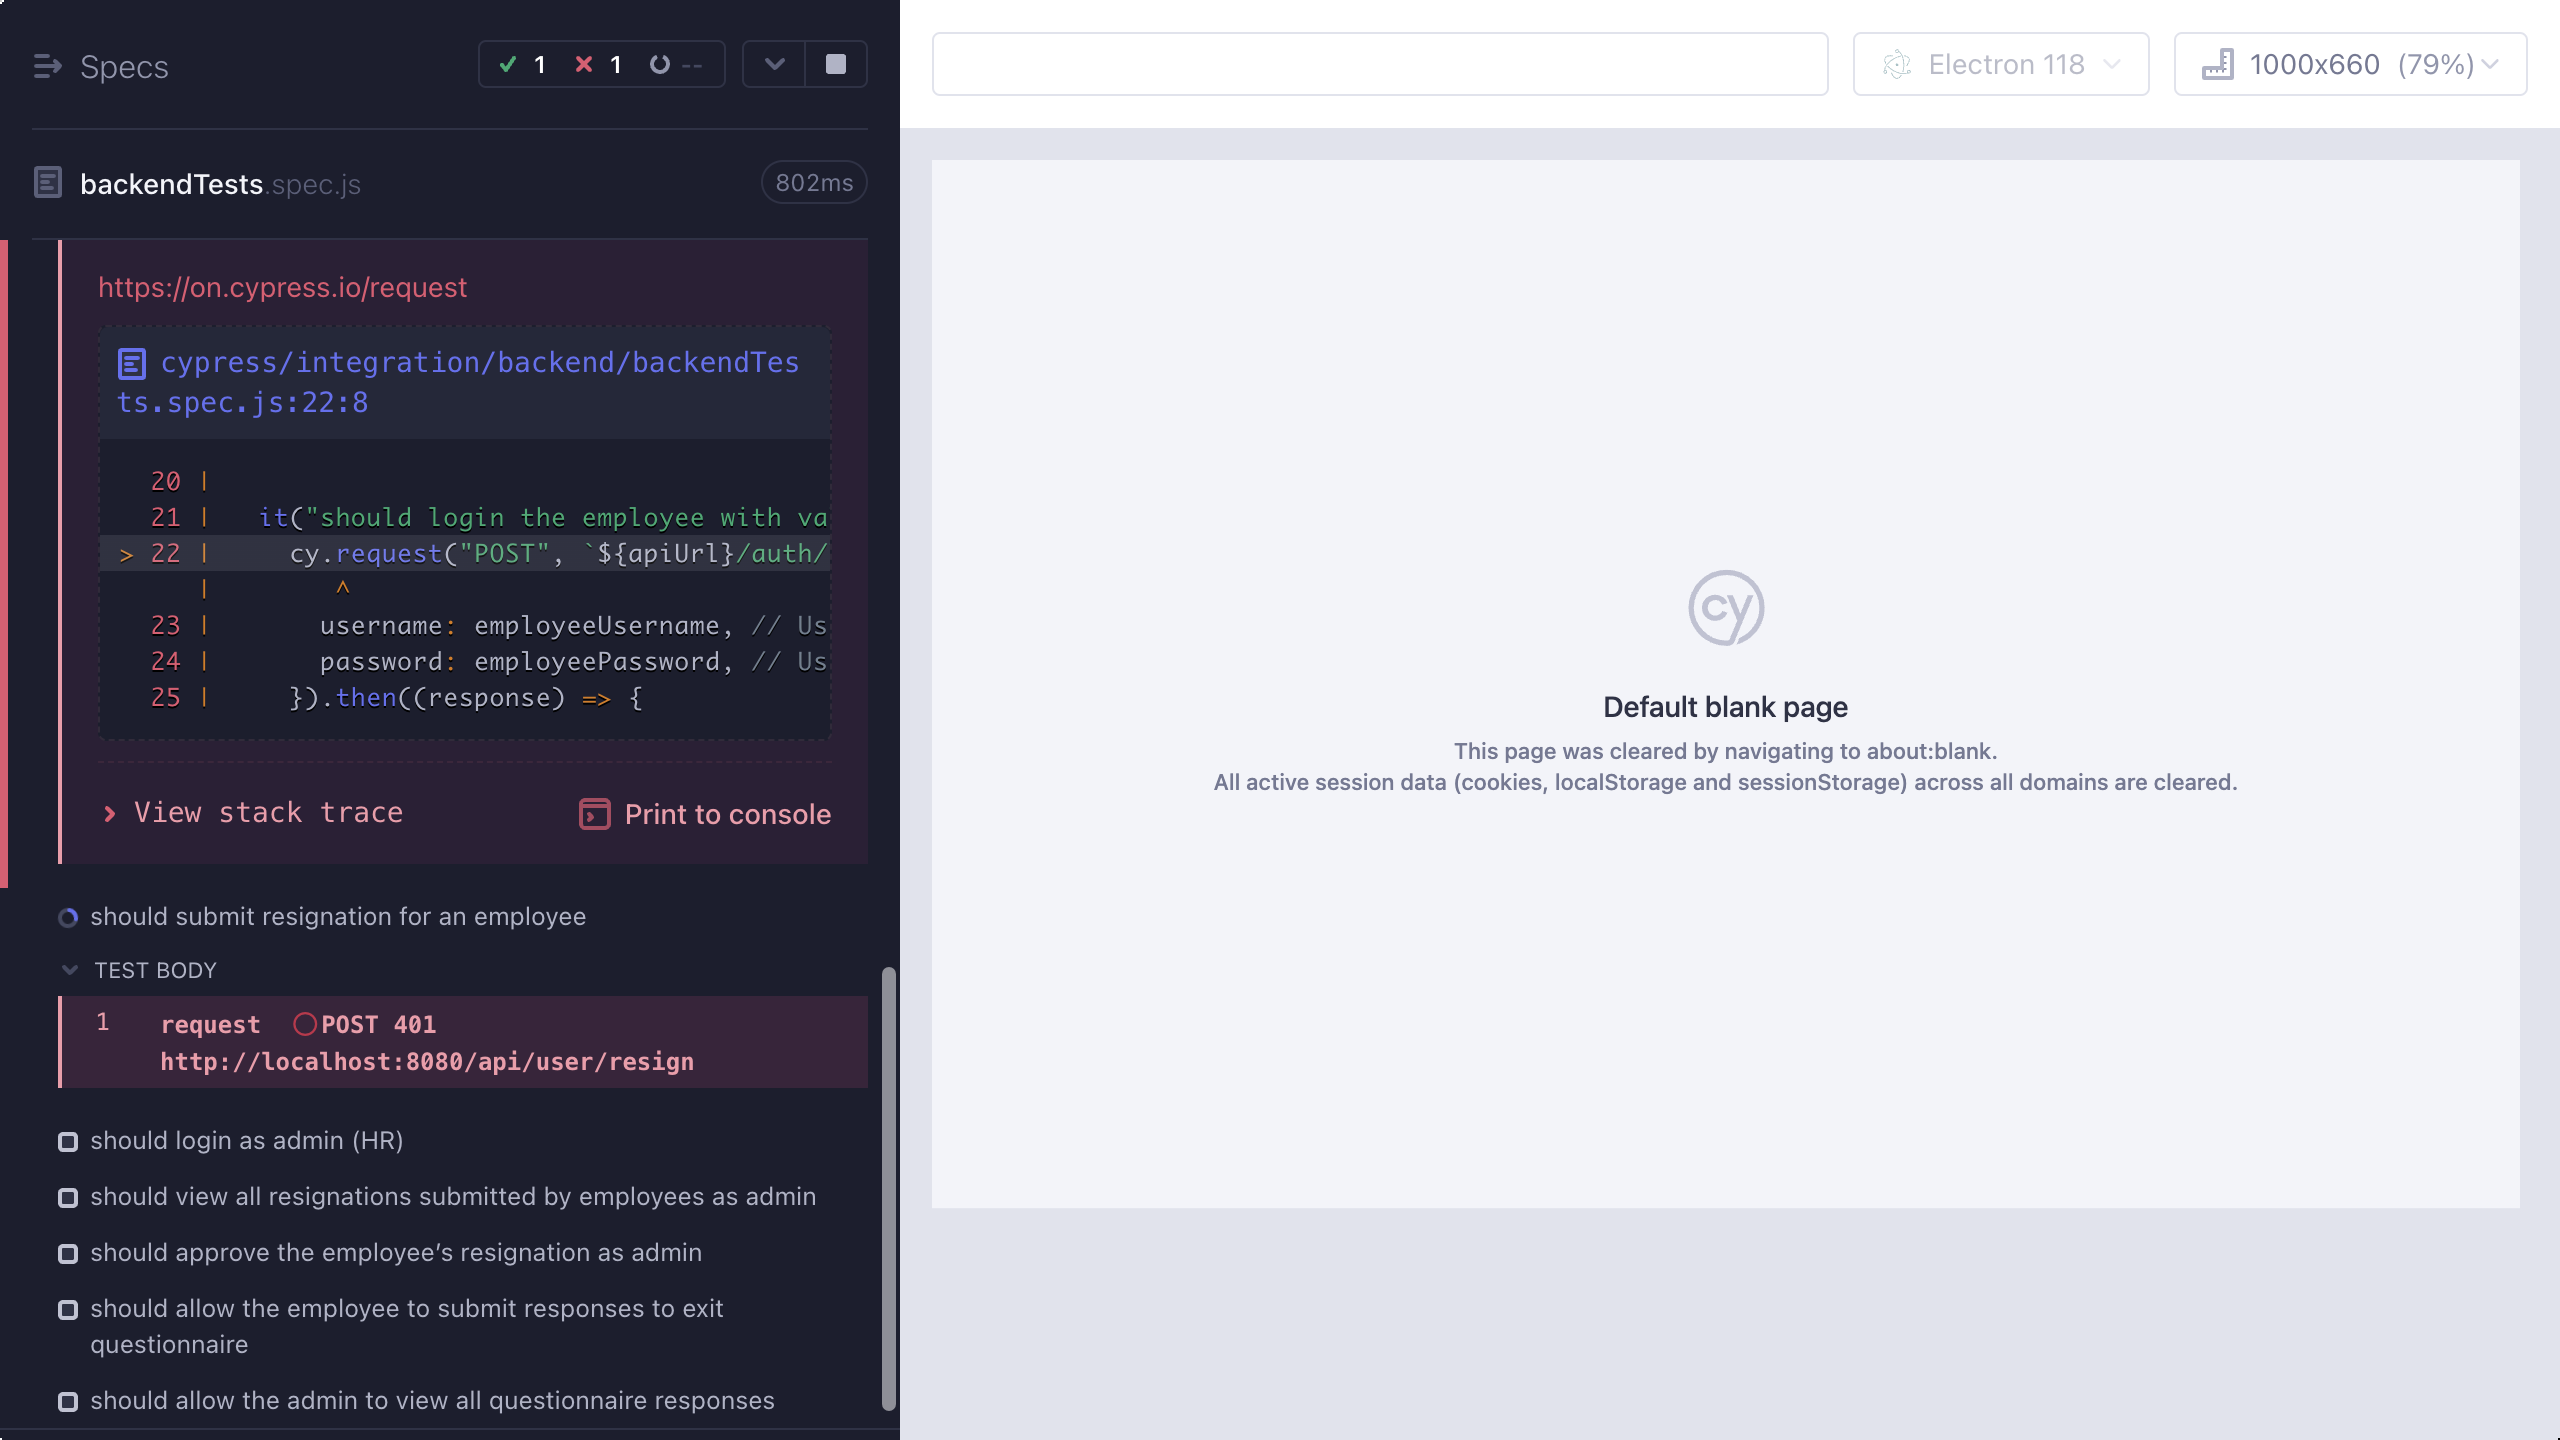 Specs
1 1 --
backendTests.spec.js
802ms
https://on.cypress.io/request
cypress/integration/backend/backendTes
ts.spec.js:22:8
20 |
21 | it("should login the employee with va
> 22 | cy.request("POST", `${apiUrl}/auth/
| ^
23 | username: employeeUsername, // Us
24 | password: employeePassword, // Us
25 | }).then((response) => {
View stack trace
Print to console
should submit resignation for an employee
TEST BODY
1 request POST 401
http://localhost:8080/api/user/resign
should login as admin (HR)
should view all resignations submitted by employees as admin
should approve the employee’s resignation as admin
should allow the employee to submit responses to exit
questionnaire
should allow the admin to view all questionnaire responses
Electron 118
1000x660 (79%)
cy
Default blank page
This page was cleared by navigating to about:blank.
All active session data (cookies, localStorage and sessionStorage) across all domains are cleared.